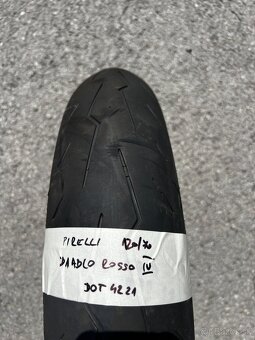 PIRELLI 120/70
DIABLO ROSSO IV
DOT 4221